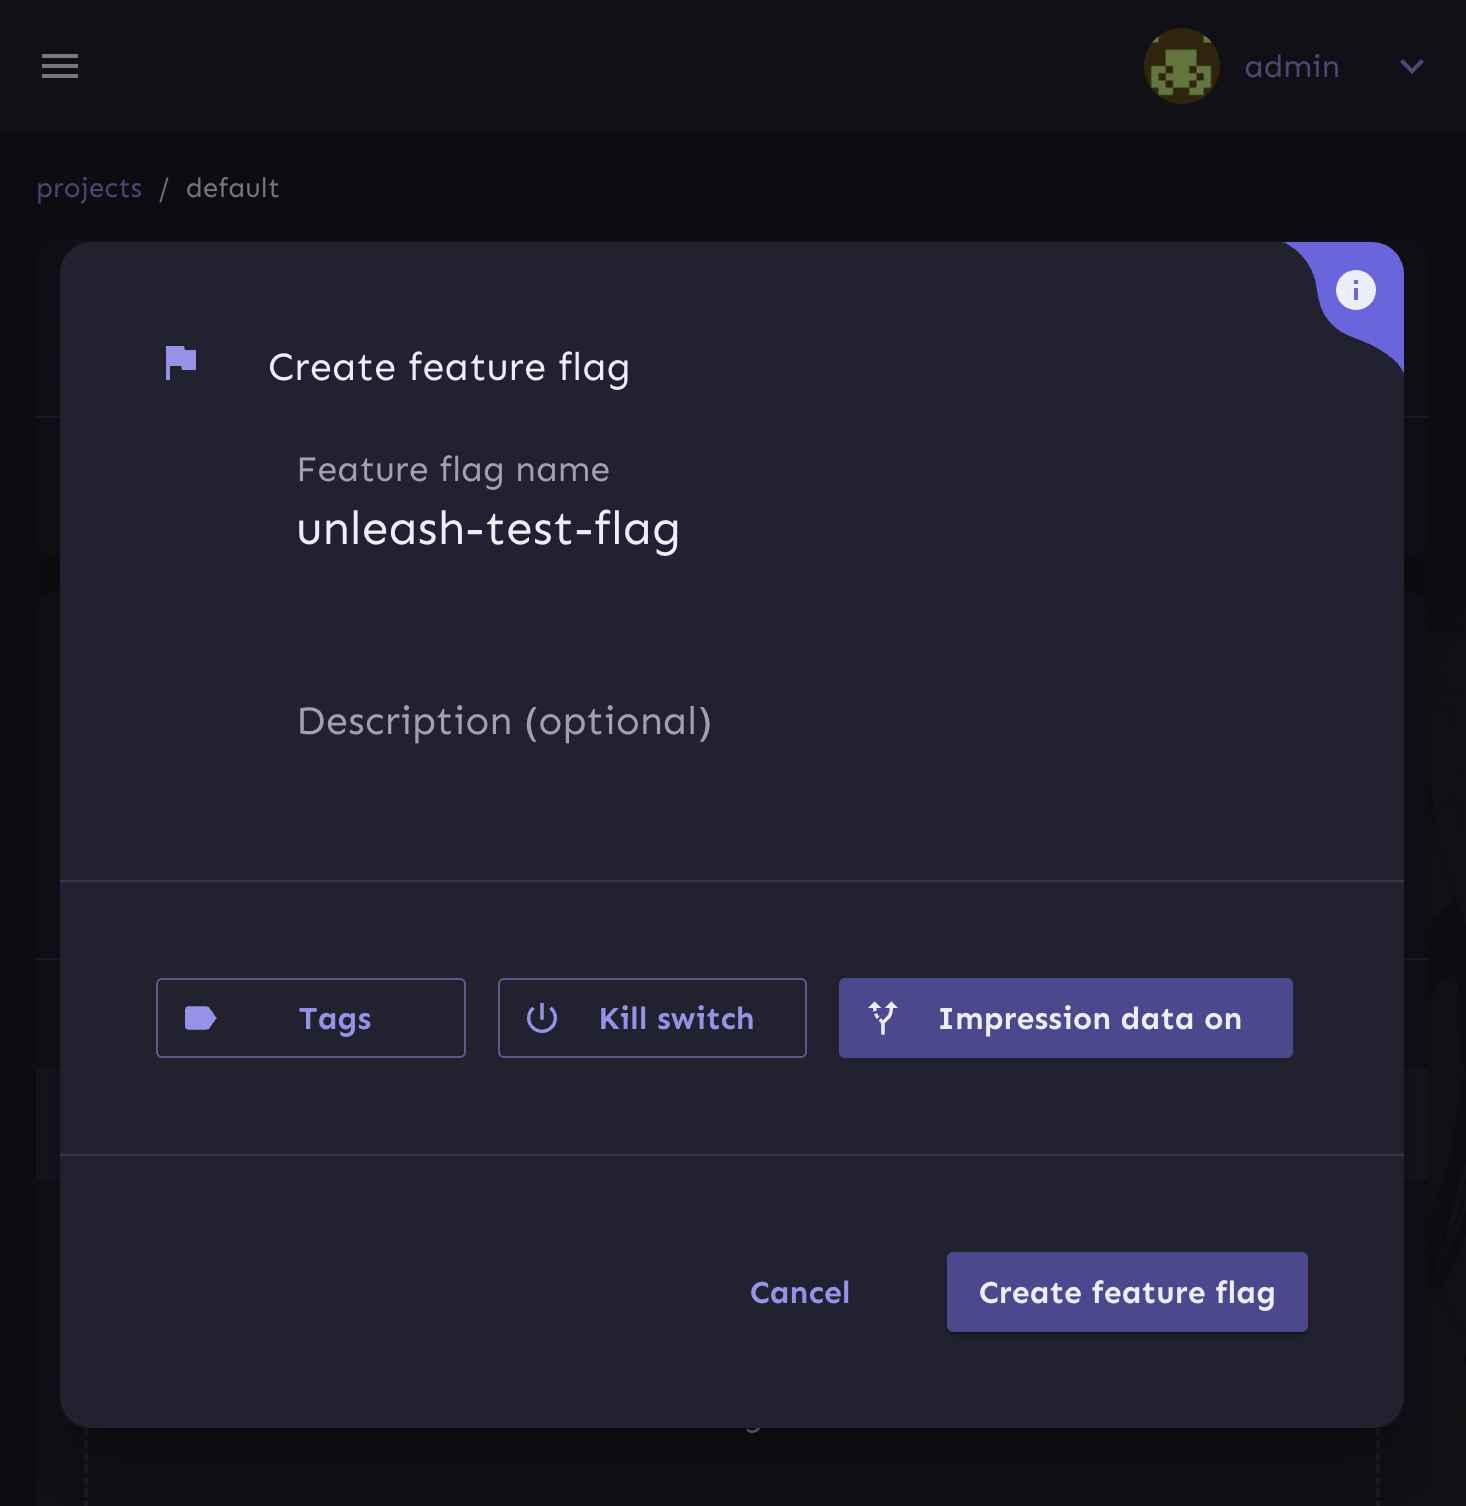 admin
projects / default
Create feature flag
Feature flag name
unleash-test-flag
Description (optional)
Tags
Kill switch
Impression data on
Cancel
Create feature flag